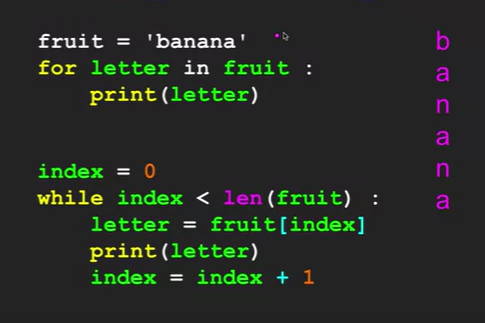 fruit = 'banana'
for letter in fruit :
    print(letter)
index = 0
while index < len(fruit) :
    letter = fruit[index]
    print(letter)
    index = index + 1
b
a
n
a
n
a